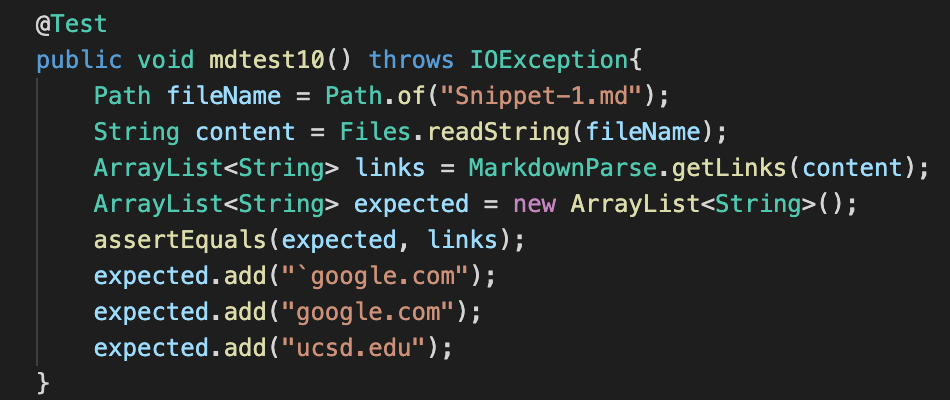 @Test
public void mdtest10() throws IOException{
    Path fileName = Path.of("Snippet-1.md");
    String content = Files.readString(fileName);
    ArrayList<String> links = MarkdownParse.getLinks(content);
    ArrayList<String> expected = new ArrayList<String>();
    assertEquals(expected, links);
    expected.add("`google.com");
    expected.add("google.com");
    expected.add("ucsd.edu");
}